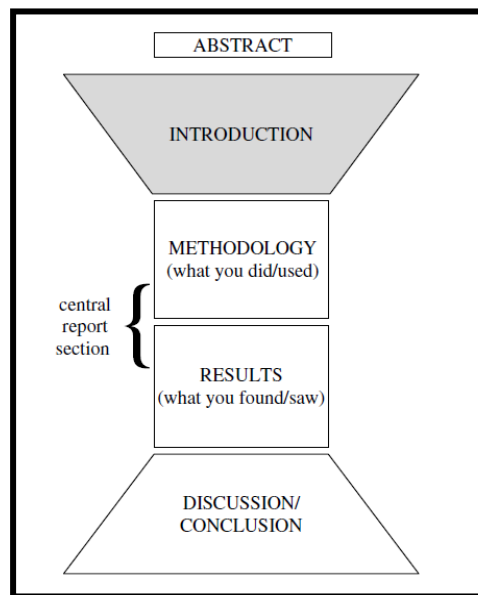 ABSTRACT
INTRODUCTION
METHODOLOGY
(what you did/used)
central
report
section
RESULTS
(what you found/saw)
DISCUSSION/
CONCLUSION